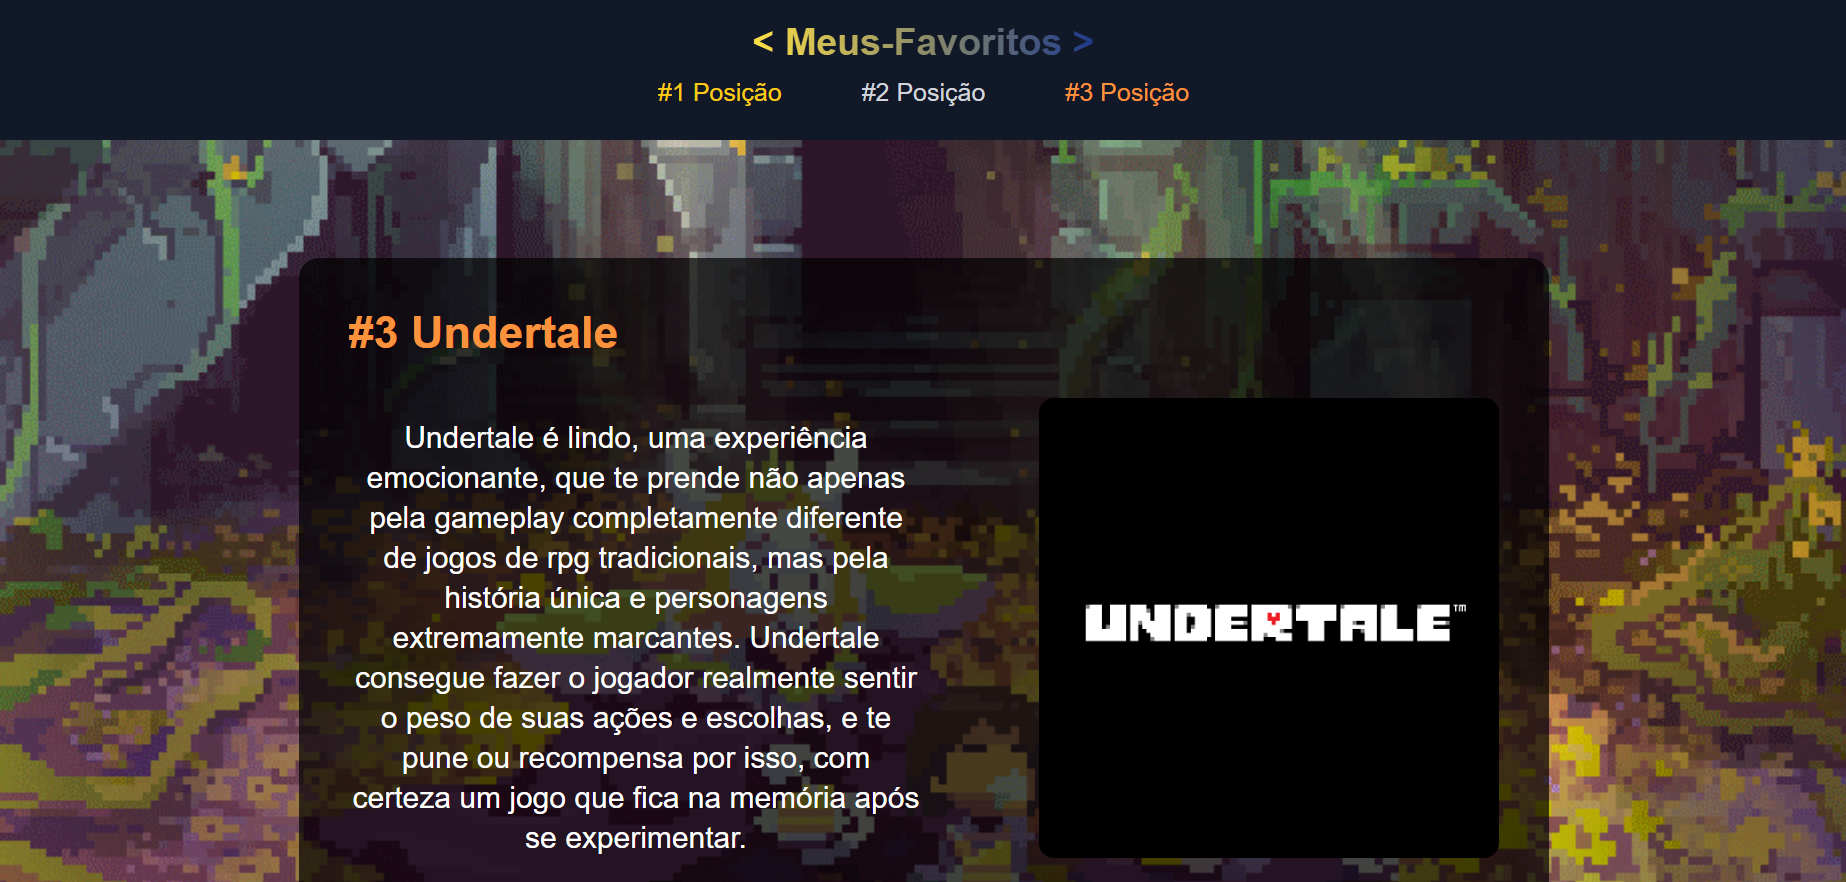 < Meus-Favoritos >
#1 Posição #2 Posição #3 Posição
#3 Undertale
Undertale é lindo, uma experiência
emocionante, que te prende não apenas
pela gameplay completamente diferente
de jogos de rpg tradicionais, mas pela
história única e personagens
extremamente marcantes. Undertale
consegue fazer o jogador realmente sentir
o peso de suas ações e escolhas, e te
pune ou recompensa por isso, com
certeza um jogo que fica na memória após
se experimentar.
UNDERTALE™